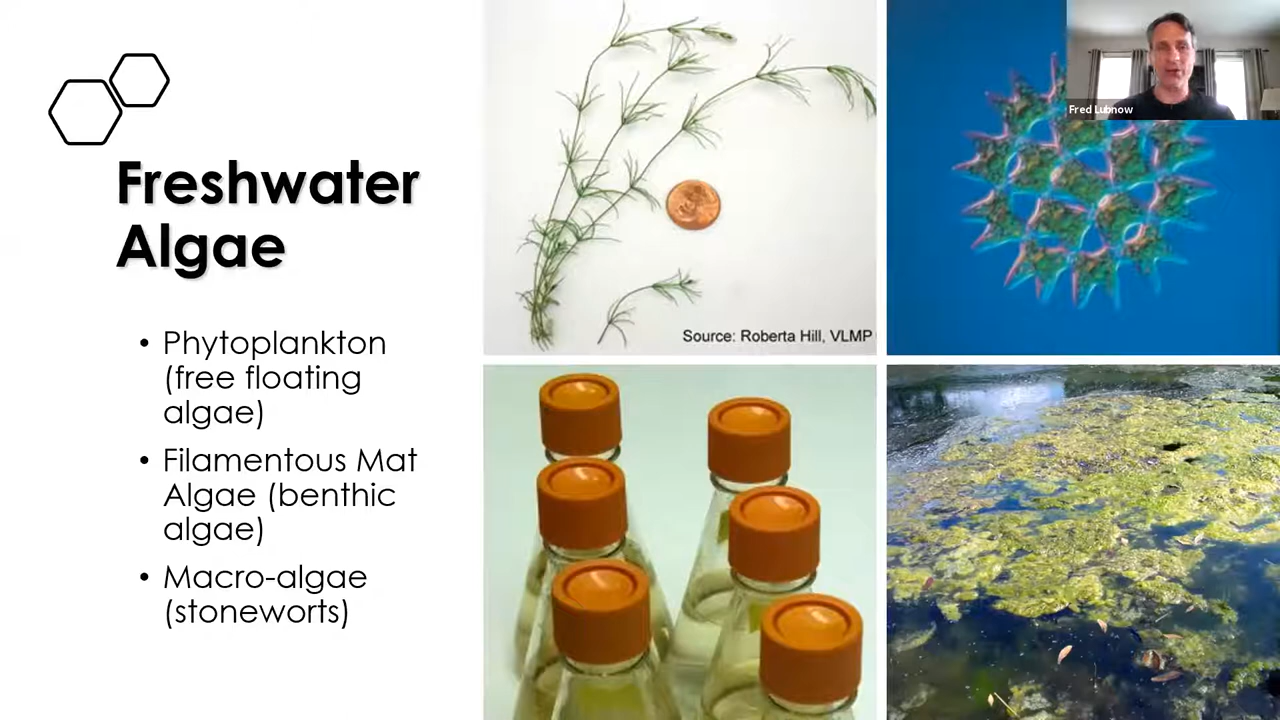 Freshwater
Algae
• Phytoplankton
(free floating
algae)
• Filamentous Mat
Algae (benthic
algae)
• Macro-algae
(stoneworts)
Source: Roberta Hill, VLMP
Fred Lubnow